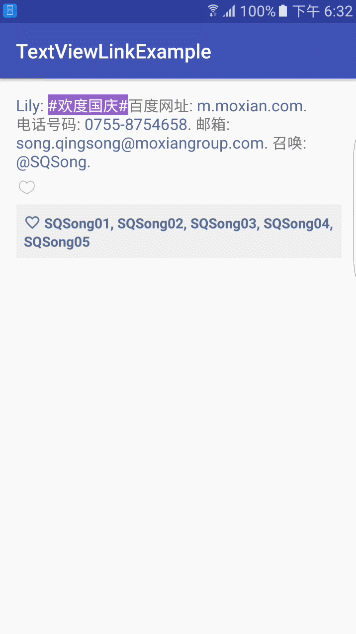 100% 下午 6:32
TextViewLinkExample
Lily: #欢度国庆#百度网址: m.moxian.com.
电话号码: 0755-8754658. 邮箱:
song.qingsong@moxiangroup.com. 召唤:
@SQSong.
SQSong01, SQSong02, SQSong03, SQSong04,
SQSong05